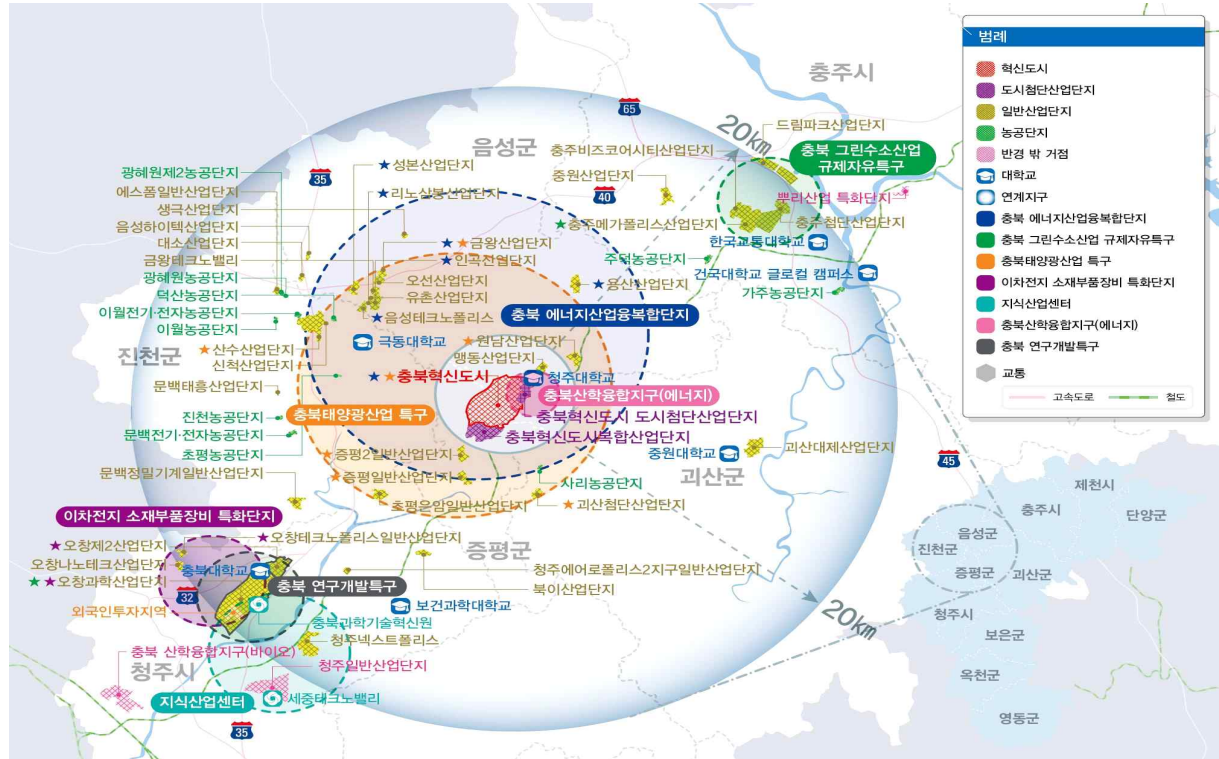 범례
혁신도시
도시첨단산업단지
일반산업단지
농공단지
반경 밖 거점
대학교
연계지구
충북 에너지산업융복합단지
충북 그린수소산업 규제자유특구
충북태양광산업 특구
이차전지 소재부품장비 특화단지
지식산업센터
충북산학융합지구(에너지)
충북 연구개발특구
교통
고속도로
철도
충주시
65
20km
드림파크산업단지
음성군
충주비즈코어시티산업단지
충북 그린수소산업
규제자유특구
35
★성본산업단지
광혜원제2농공단지
중원산업단지
에스폼일반산업단지
★리노삼봉산업단지
40
뿌리산업 특화단지
생극산업단지
음성하이텍산업단지
★충주메가폴리스산업단지
충주첨단산업단지
대소산업단지
★★금왕산업단지
한국교통대학교
금왕테크노밸리
★인곡산업단지
주덕농공단지
광혜원농공단지
오선산업단지
건국대학교 글로컬 캠퍼스
덕산농공단지
유촌산업단지
★용산산업단지
가주농공단지
이월전기·전자농공단지
★음성테크노폴리스
충북 에너지산업융복합단지
이월농공단지
극동대학교
★원남산업단지
진천군
★산수산업단지
맹동산업단지
신척산업단지
★★충북혁신도시
청주대학교
문백태흥산업단지
충북산학융합지구(에너지)
충북태양광산업 특구
진천농공단지
충북혁신도시 도시첨단산업단지
문백전기·전자농공단지
충북혁신도시복합산업단지
초평농공단지
★증평2일반산업단지
중원대학교
괴산대제산업단지
문백정밀기계일반산업단지
★증평일반산업단지
사리농공단지
괴산군
45
초평은암일반산업단지
★괴산첨단산업단지
이차전지 소재부품장비 특화단지
★오창테크노폴리스일반산업단지
★오창제2산업단지
증평군
오창나노테크산업단지
충북대학교
청주에어로폴리스2지구일반산업단지
★★오창과학산업단지
충북 연구개발특구
북이산업단지
32
외국인투자지역
보건과학대학교
20km
충북과학기술혁신원
청주넥스트폴리스
충북 산학융합지구(바이오)
청주시
청주일반산업단지
지식산업센터
세중테크노밸리
35
제천시
충주시
단양군
음성군
진천군
증평군
괴산군
청주시
보은군
옥천군
영동군